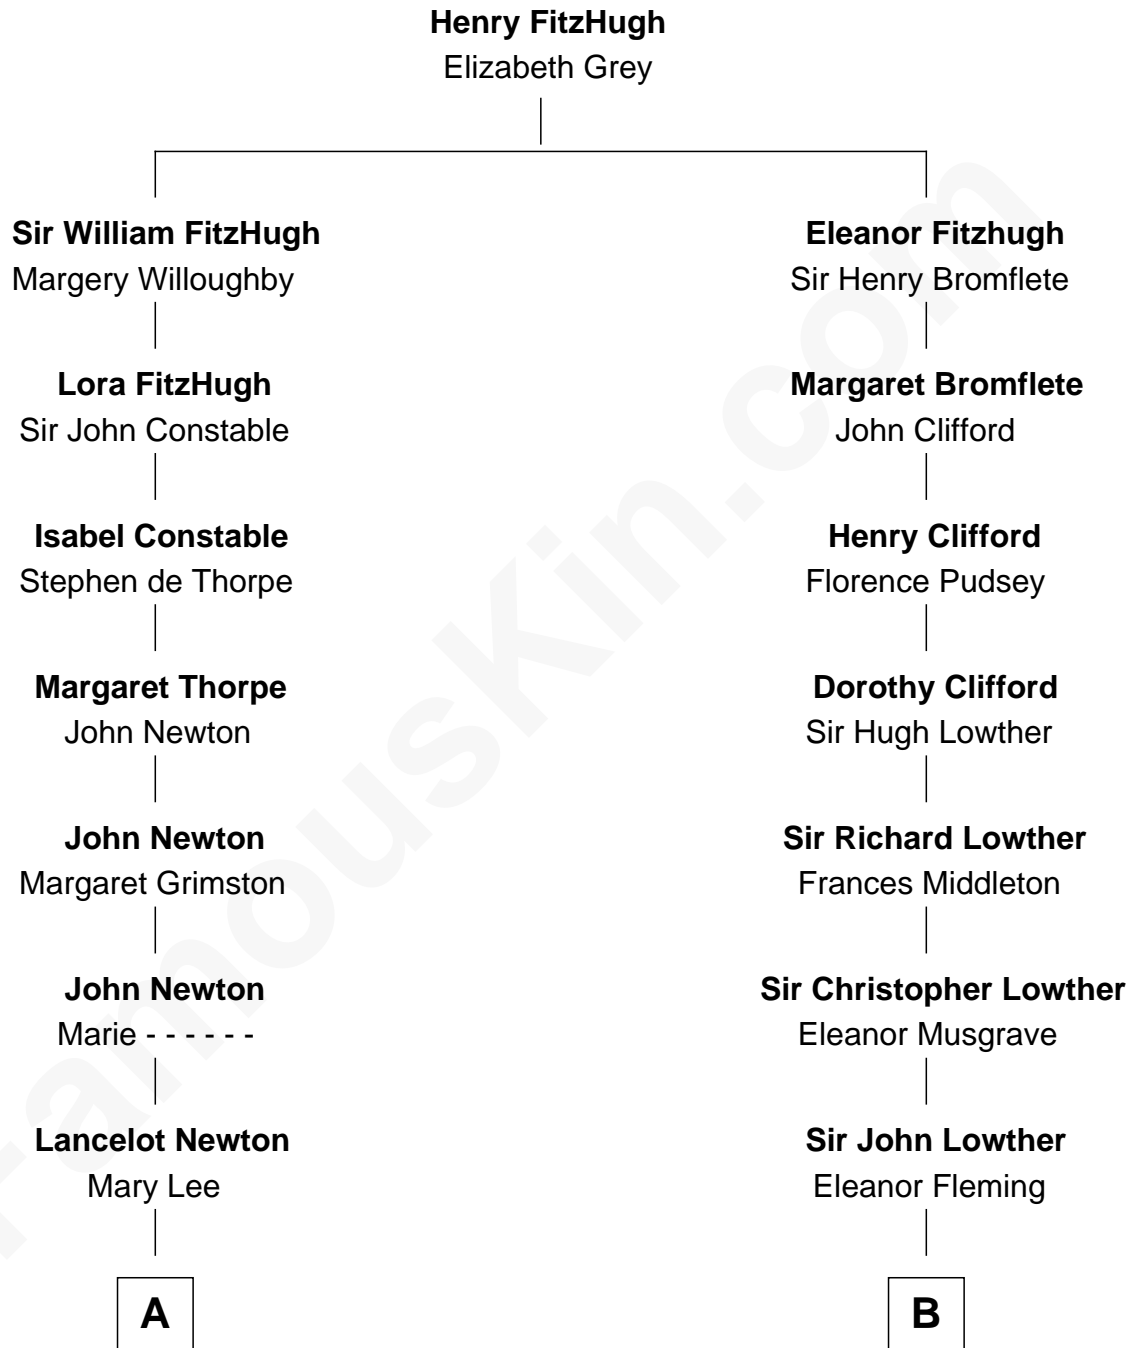 Henry FitzHugh
Elizabeth Grey
Sir William FitzHugh
Margery Willoughby
Lora FitzHugh
Sir John Constable
Isabel Constable
Stephen de Thorpe
Margaret Thorpe
John Newton
John Newton
Margaret Grimston
John Newton
Marie - - - - - -
Lancelot Newton
Mary Lee
A
Eleanor Fitzhugh
Sir Henry Bromflete
Margaret Bromflete
John Clifford
Henry Clifford
Florence Pudsey
Dorothy Clifford
Sir Hugh Lowther
Sir Richard Lowther
Frances Middleton
Sir Christopher Lowther
Eleanor Musgrave
Sir John Lowther
Eleanor Fleming
B
FamousKin.com